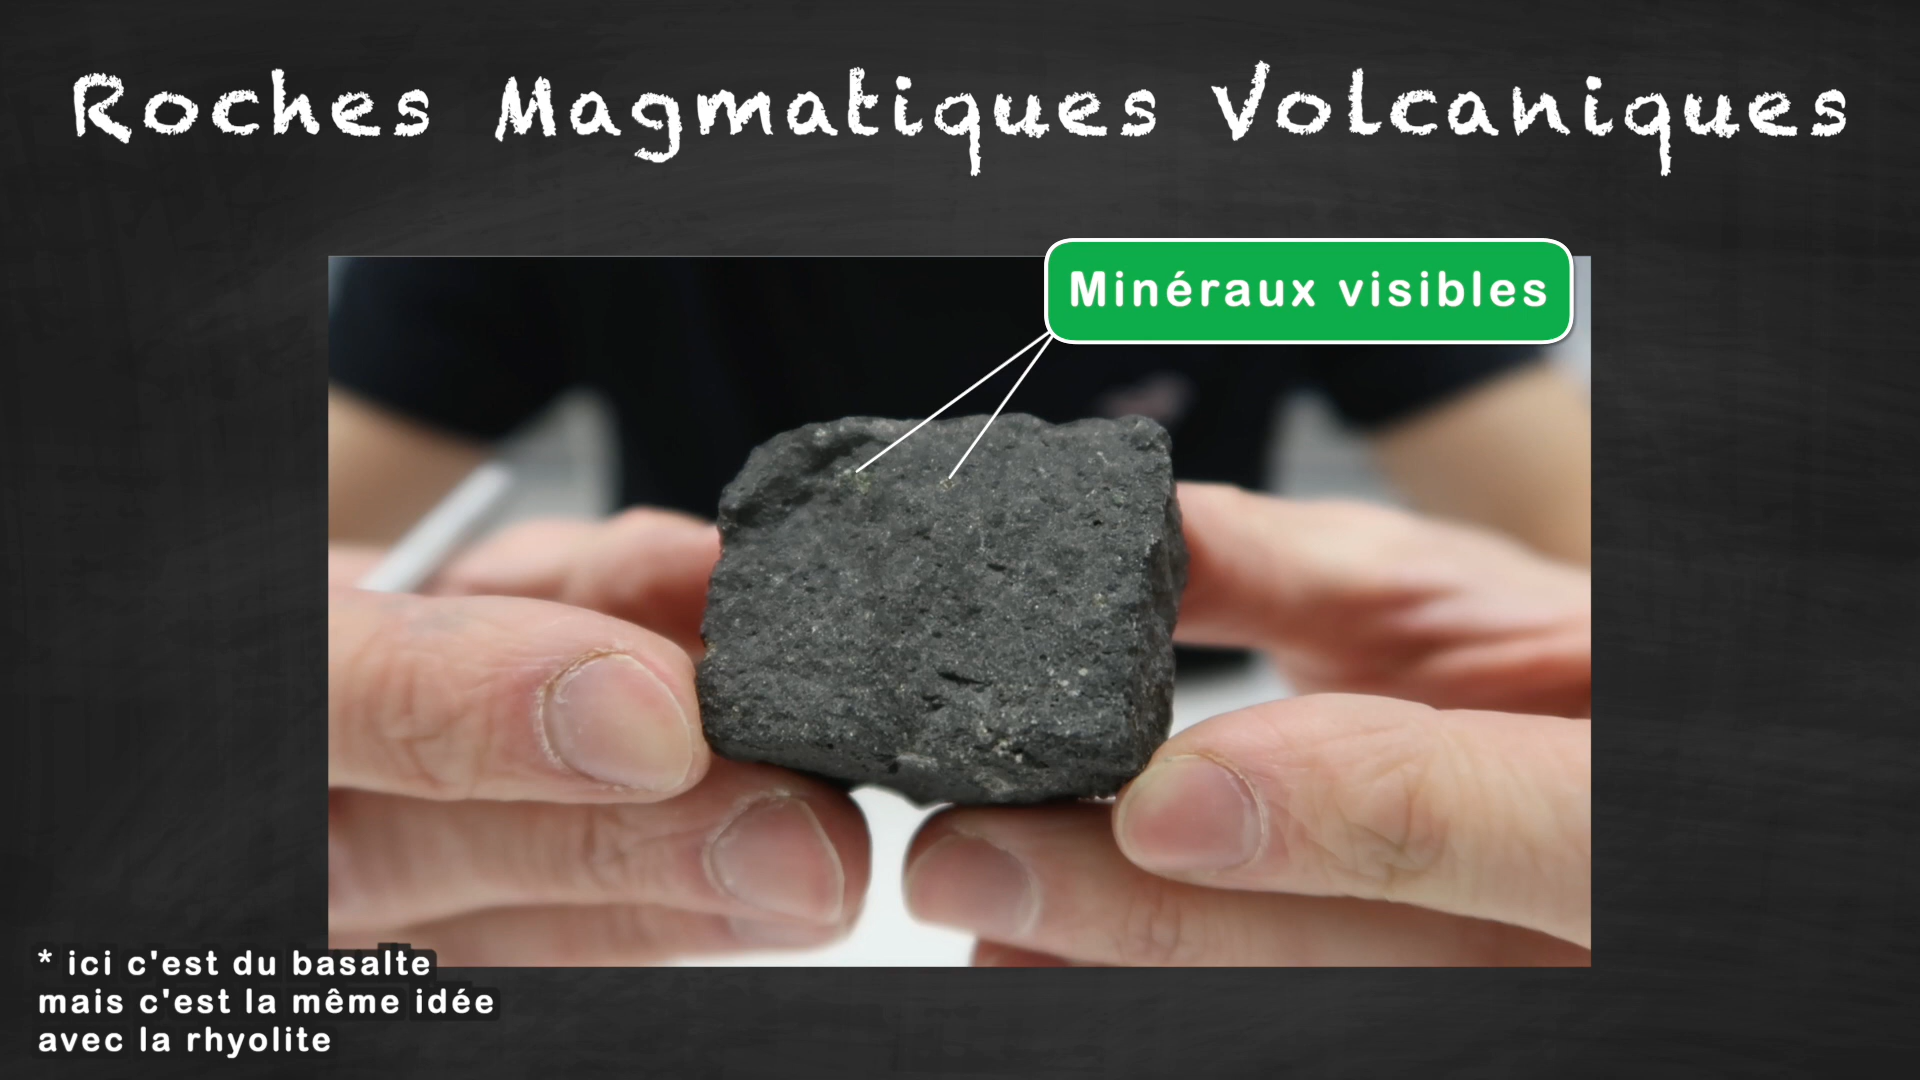 Roches Magmatiques Volcaniques
Minéraux visibles
* ici c'est du basalte
mais c'est la même idée
avec la rhyolite